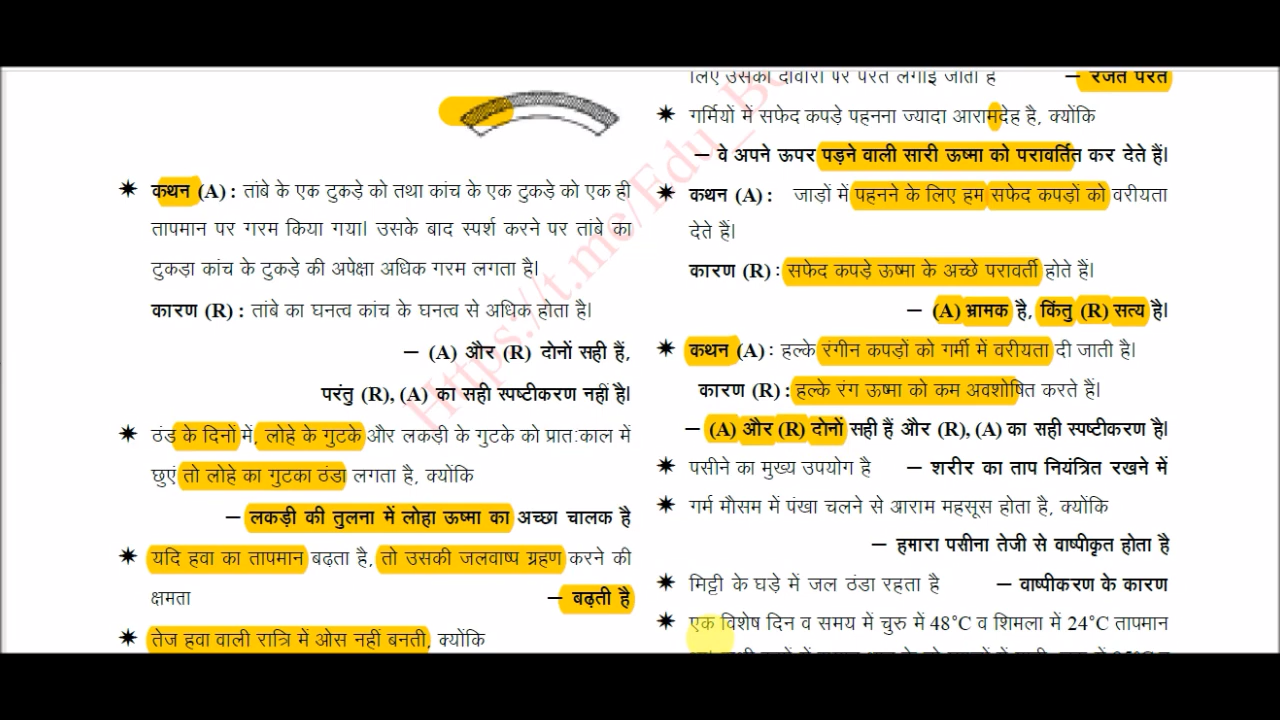 * कथन (A) : तांबे के एक टुकड़े को तथा कांच के एक टुकड़े को एक ही
तापमान पर गरम किया गया। उसके बाद स्पर्श करने पर तांबे का
टुकड़ा कांच के टुकड़े की अपेक्षा अधिक गरम लगता है।
कारण (R) : तांबे का घनत्व कांच के घनत्व से अधिक होता है।
– (A) और (R) दोनों सही हैं,
परंतु (R), (A) का सही स्पष्टीकरण नहीं है।
* ठंड के दिनों में, लोहे के गुटके और लकड़ी के गुटके को प्रात:काल में
छुएं तो लोहे का गुटका ठंडा लगता है, क्योंकि
– लकड़ी की तुलना में लोहा ऊष्मा का अच्छा चालक है
* यदि हवा का तापमान बढ़ता है, तो उसकी जलवाष्प ग्रहण करने की
क्षमता – बढ़ती है
* तेज हवा वाली रात्रि में ओस नहीं बनती, क्योंकि
लिए उसकी दीवारों पर परत लगाई जाती है – रजत परत
* गर्मियों में सफेद कपड़े पहनना ज्यादा आरामदेह है, क्योंकि
– वे अपने ऊपर पड़ने वाली सारी ऊष्मा को परावर्तित कर देते हैं।
* कथन (A) : जाड़ों में पहनने के लिए हम सफेद कपड़ों को वरीयता
देते हैं।
कारण (R) : सफेद कपड़े ऊष्मा के अच्छे परावर्ती होते हैं।
– (A) भ्रामक है, किंतु (R) सत्य है।
* कथन (A) : हल्के रंगीन कपड़ों को गर्मी में वरीयता दी जाती है।
कारण (R) : हल्के रंग ऊष्मा को कम अवशोषित करते हैं।
– (A) और (R) दोनों सही हैं और (R), (A) का सही स्पष्टीकरण है।
* पसीने का मुख्य उपयोग है – शरीर का ताप नियंत्रित रखने में
* गर्म मौसम में पंखा चलने से आराम महसूस होता है, क्योंकि
– हमारा पसीना तेजी से वाष्पीकृत होता है
* मिट्टी के घड़े में जल ठंडा रहता है – वाष्पीकरण के कारण
* एक विशेष दिन व समय में चुरु में 48°C व शिमला में 24°C तापमान
Https://t.me/Edu_Bo